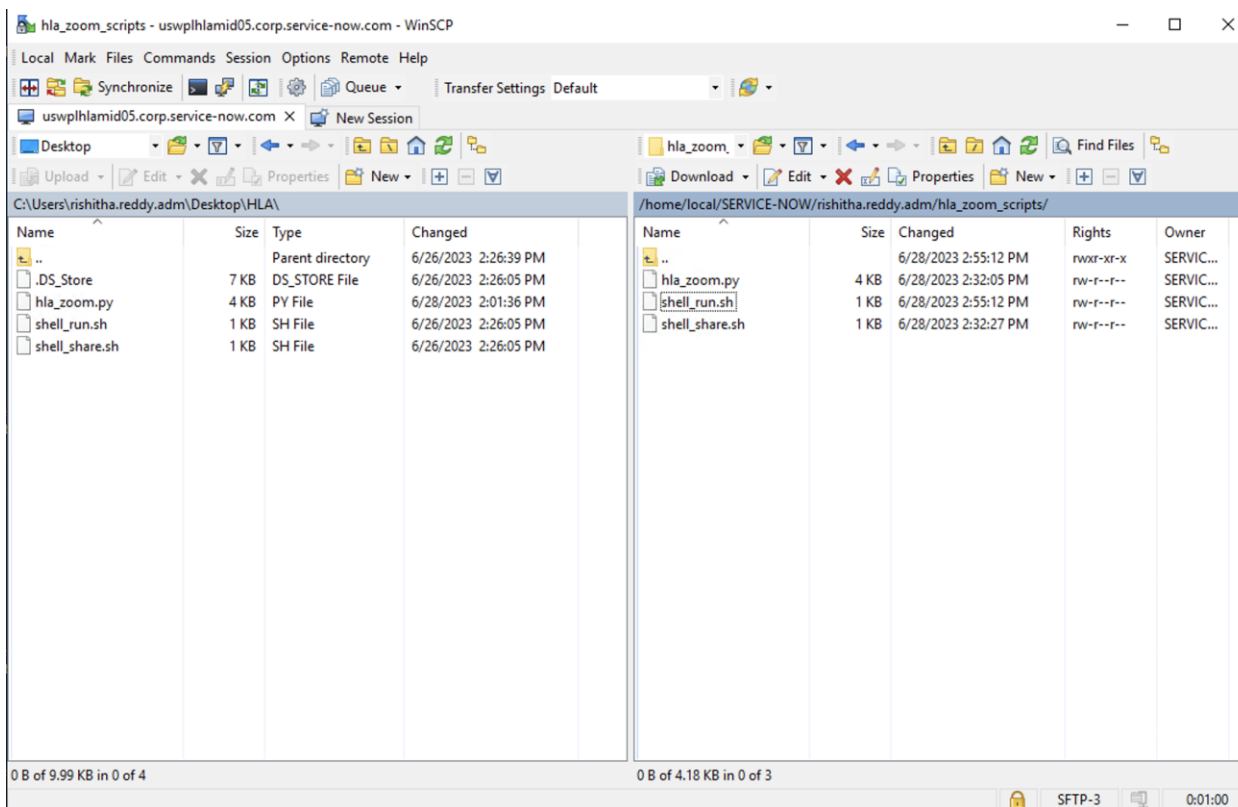 hla_zoom_scripts - uswplhlamid05.corp.service-now.com - WinSCP
Local Mark Files Commands Session Options Remote Help
Synchronize Queue Transfer Settings Default
uswplhlamid05.corp.service-now.com New Session
Desktop hla_zoom_ Find Files
Upload Edit Properties New Download Edit Properties New
C:\Users\rishitha.reddy.adm\Desktop\HLA\ /home/local/SERVICE-NOW/rishitha.reddy.adm/hla_zoom_scripts/
Name Size Type Changed Name Size Changed Rights Owner
.. Parent directory 6/26/2023 2:26:39 PM .. 6/28/2023 2:55:12 PM rwxr-xr-x SERVIC...
.DS_Store 7 KB DS_STORE File 6/26/2023 2:26:05 PM hla_zoom.py 4 KB 6/28/2023 2:32:05 PM rw-r--r-- SERVIC...
hla_zoom.py 4 KB PY File 6/28/2023 2:01:36 PM shell_run.sh 1 KB 6/28/2023 2:55:12 PM rw-r--r-- SERVIC...
shell_run.sh 1 KB SH File 6/26/2023 2:26:05 PM shell_share.sh 1 KB 6/28/2023 2:32:27 PM rw-r--r-- SERVIC...
shell_share.sh 1 KB SH File 6/26/2023 2:26:05 PM
0 B of 9.99 KB in 0 of 4 0 B of 4.18 KB in 0 of 3
SFTP-3 0:01:00